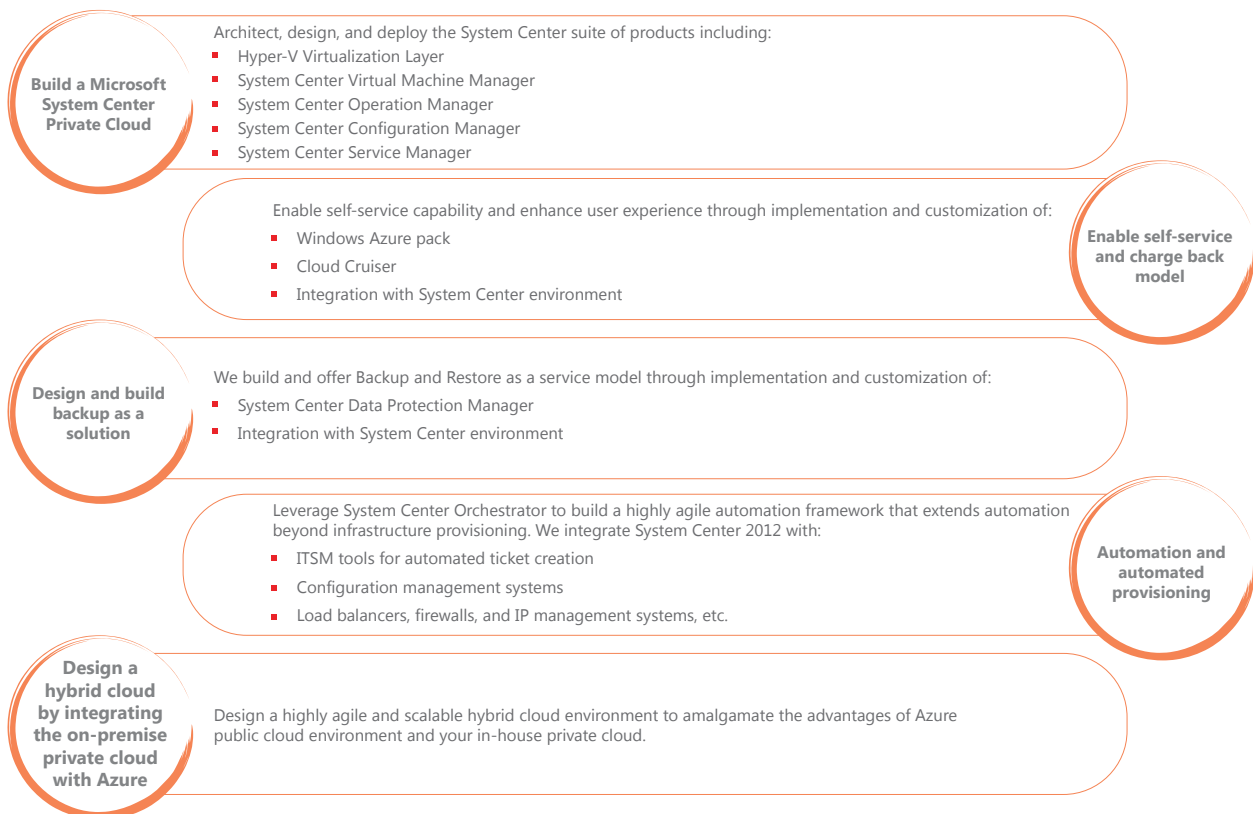 Build a Microsoft
System Center
Private Cloud
Architect, design, and deploy the System Center suite of products including:
Hyper-V Virtualization Layer
System Center Virtual Machine Manager
System Center Operation Manager
System Center Configuration Manager
System Center Service Manager
Enable self-service capability and enhance user experience through implementation and customization of:
Windows Azure pack
Cloud Cruiser
Integration with System Center environment
Enable self-service
and charge back
model
Design and build
backup as a
solution
We build and offer Backup and Restore as a service model through implementation and customization of:
System Center Data Protection Manager
Integration with System Center environment
Leverage System Center Orchestrator to build a highly agile automation framework that extends automation
beyond infrastructure provisioning. We integrate System Center 2012 with:
ITSM tools for automated ticket creation
Configuration management systems
Load balancers, firewalls, and IP management systems, etc.
Automation and
automated
provisioning
Design a
hybrid cloud
by integrating
the on-premise
private cloud
with Azure
Design a highly agile and scalable hybrid cloud environment to amalgamate the advantages of Azure
public cloud environment and your in-house private cloud.